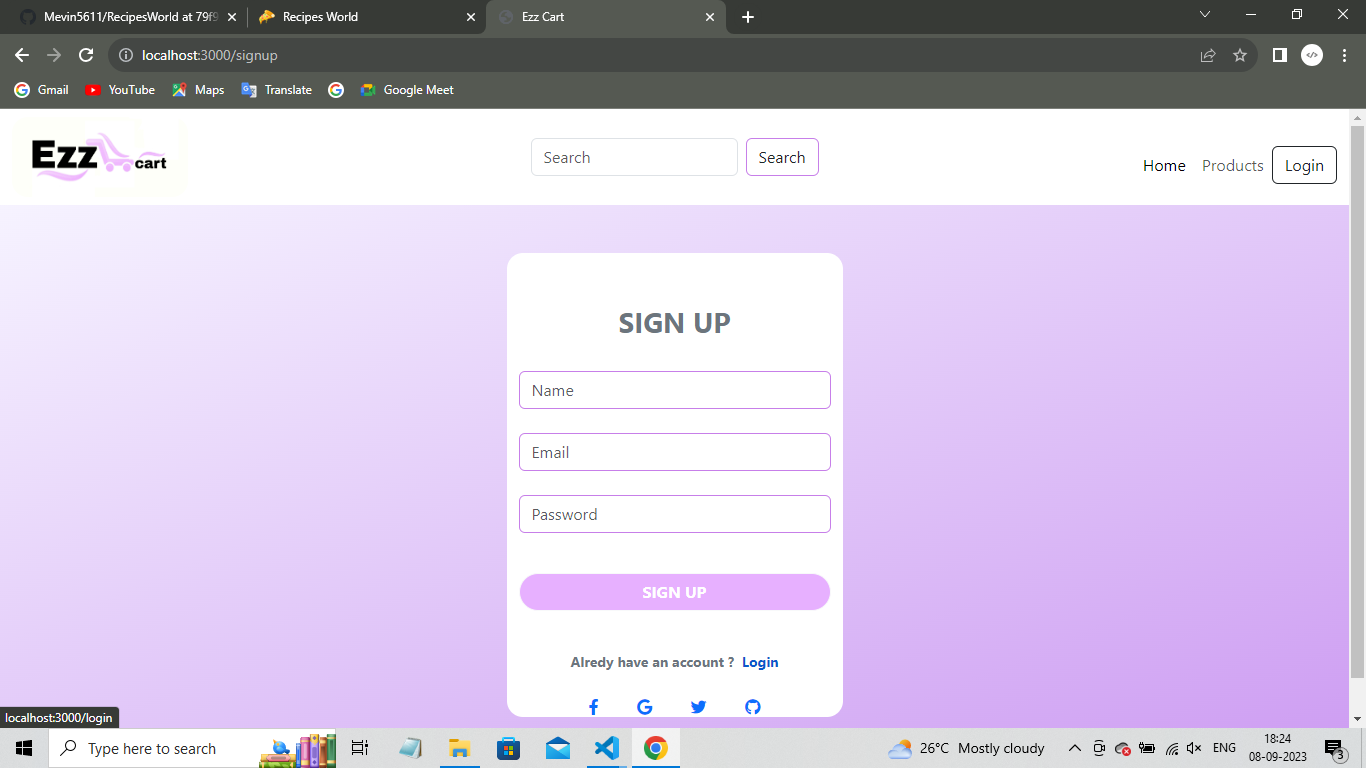 Mevin5611/RecipesWorld at 79f9
Recipes World
Ezz Cart
localhost:3000/signup
Gmail
YouTube
Maps
Translate
Google Meet
Ezz cart
Search
Search
Home
Products
Login
SIGN UP
Name
Email
Password
SIGN UP
Alredy have an account ? Login
localhost:3000/login
Type here to search
26°C Mostly cloudy
ENG
18:24
08-09-2023
3